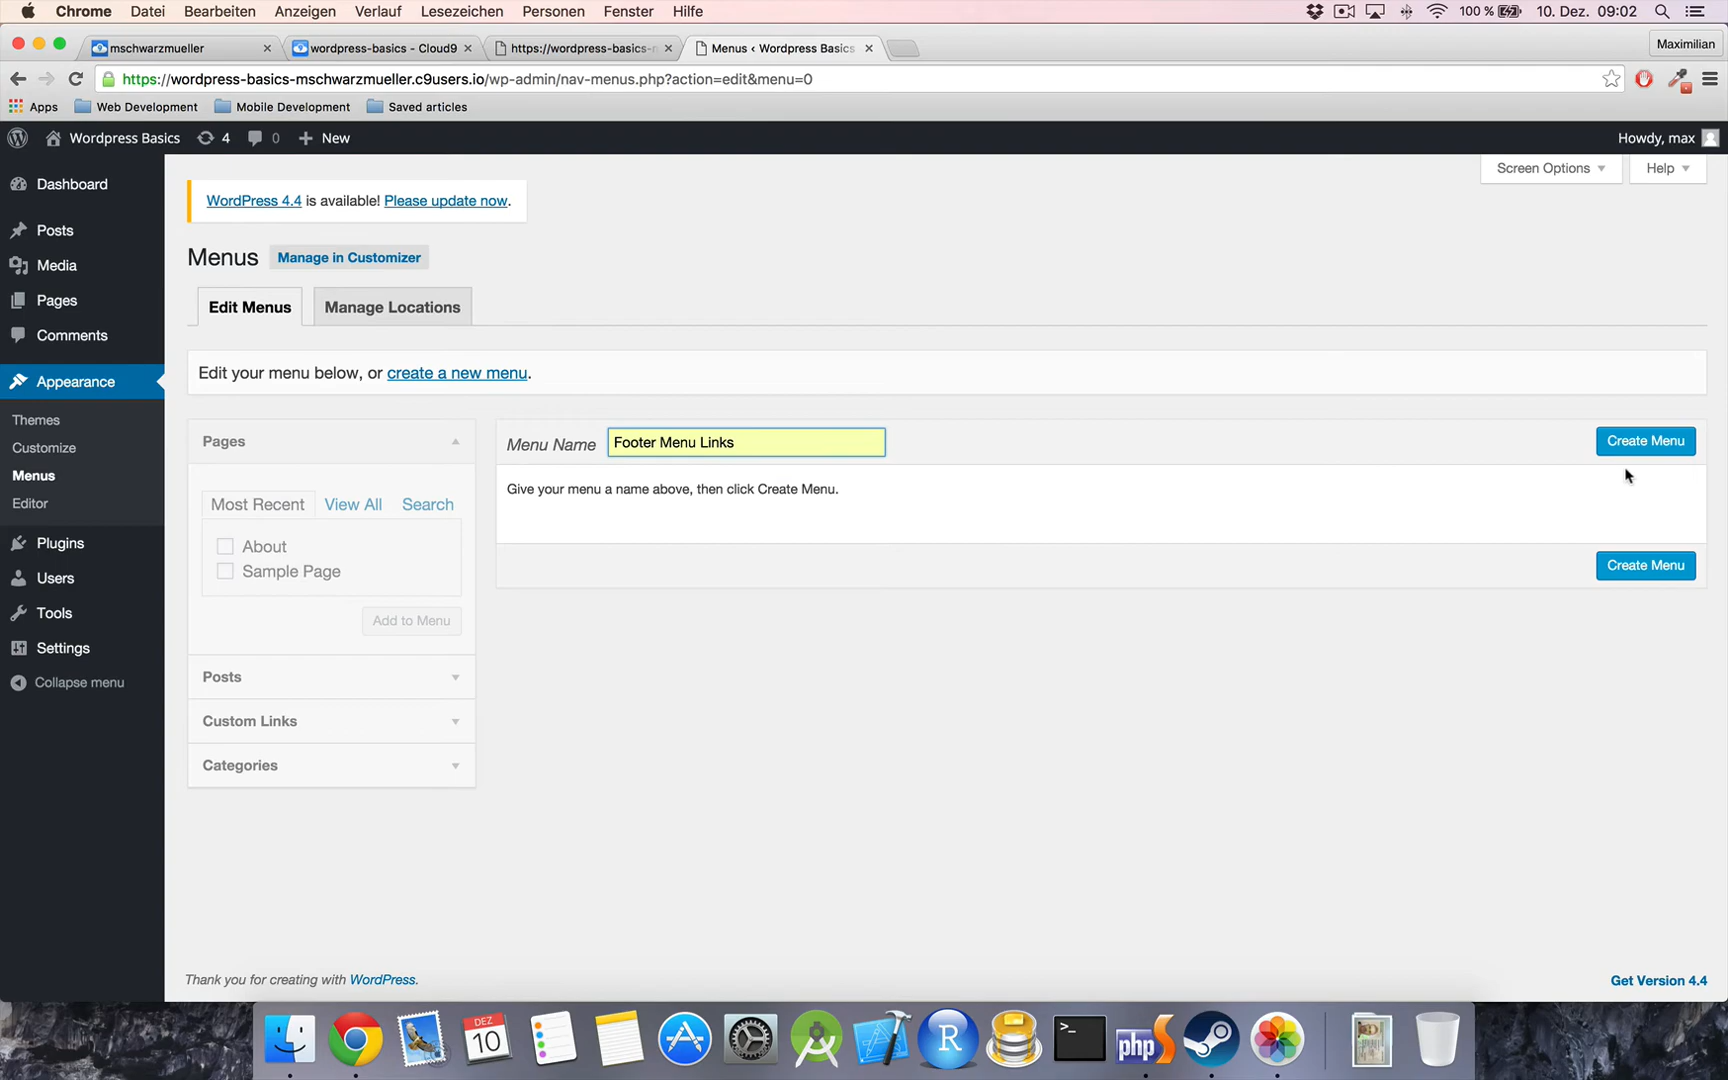 Chrome Datei Bearbeiten Anzeigen Verlauf Lesezeichen Personen Fenster Hilfe 100 % 10. Dez. 09:02
mschwarzmueller wordpress-basics - Cloud9 https://wordpress-basics- Menus ‹ Wordpress Basics Maximilian
https://wordpress-basics-mschwarzmueller.c9users.io/wp-admin/nav-menus.php?action=edit&menu=0
Apps Web Development Mobile Development Saved articles
Wordpress Basics 4 0 New Howdy, max
Screen Options Help
Dashboard
Posts
Media
Pages
Comments
Appearance
Themes
Customize
Menus
Editor
Plugins
Users
Tools
Settings
Collapse menu
WordPress 4.4 is available! Please update now.
Menus Manage in Customizer
Edit Menus Manage Locations
Edit your menu below, or create a new menu.
Pages
Most Recent View All Search
About
Sample Page
Add to Menu
Posts
Custom Links
Categories
Menu Name Footer Menu Links Create Menu
Give your menu a name above, then click Create Menu.
Create Menu
Thank you for creating with WordPress. Get Version 4.4
DEZ
10
R
>_
php